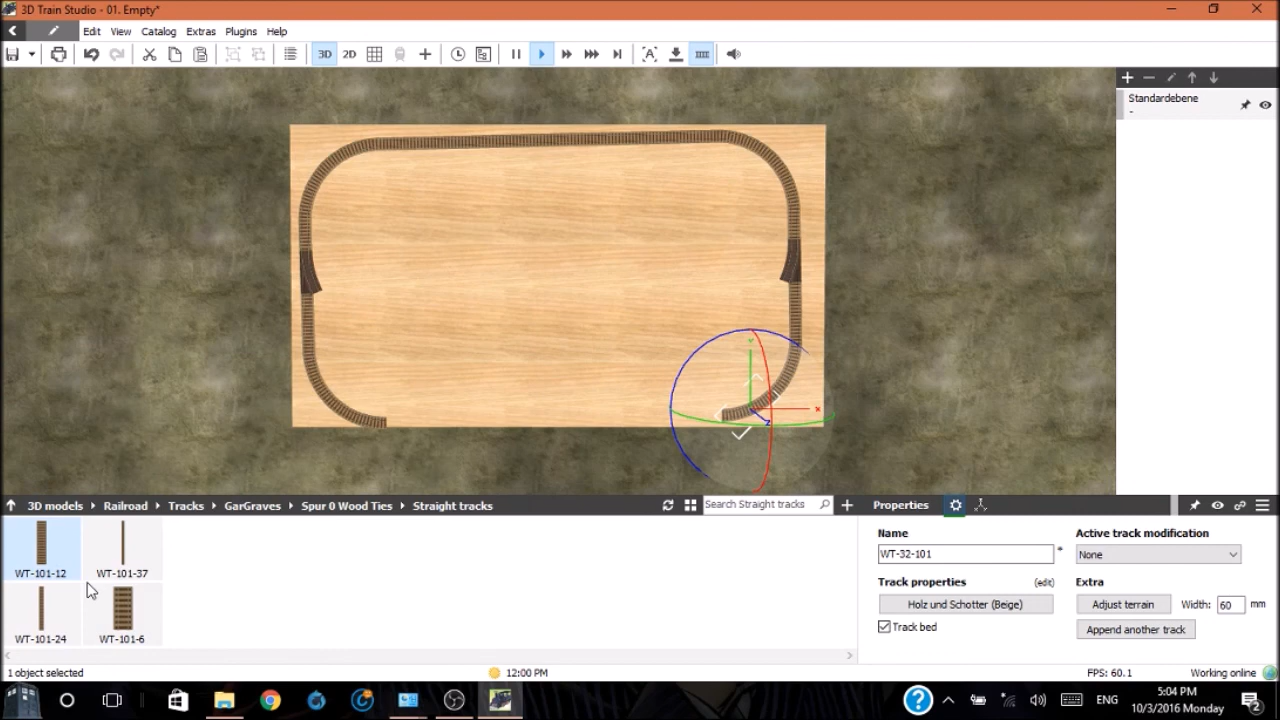 3D Train Studio - 01. Empty*
Edit View Catalog Extras Plugins Help
3D 2D
Standardebene
-
Y
X
Z
3D models Railroad Tracks GarGraves Spur 0 Wood Ties Straight tracks
Search Straight tracks
Properties
WT-101-12 WT-101-37
WT-101-24 WT-101-6
Name
Active track modification
WT-32-101 *
None
Track properties (edit)
Extra
Holz und Schotter (Beige)
Adjust terrain Width: 60 mm
Track bed
Append another track
1 object selected
12:00 PM
FPS: 60.1
Working online
ENG
5:04 PM
10/3/2016 Monday
2